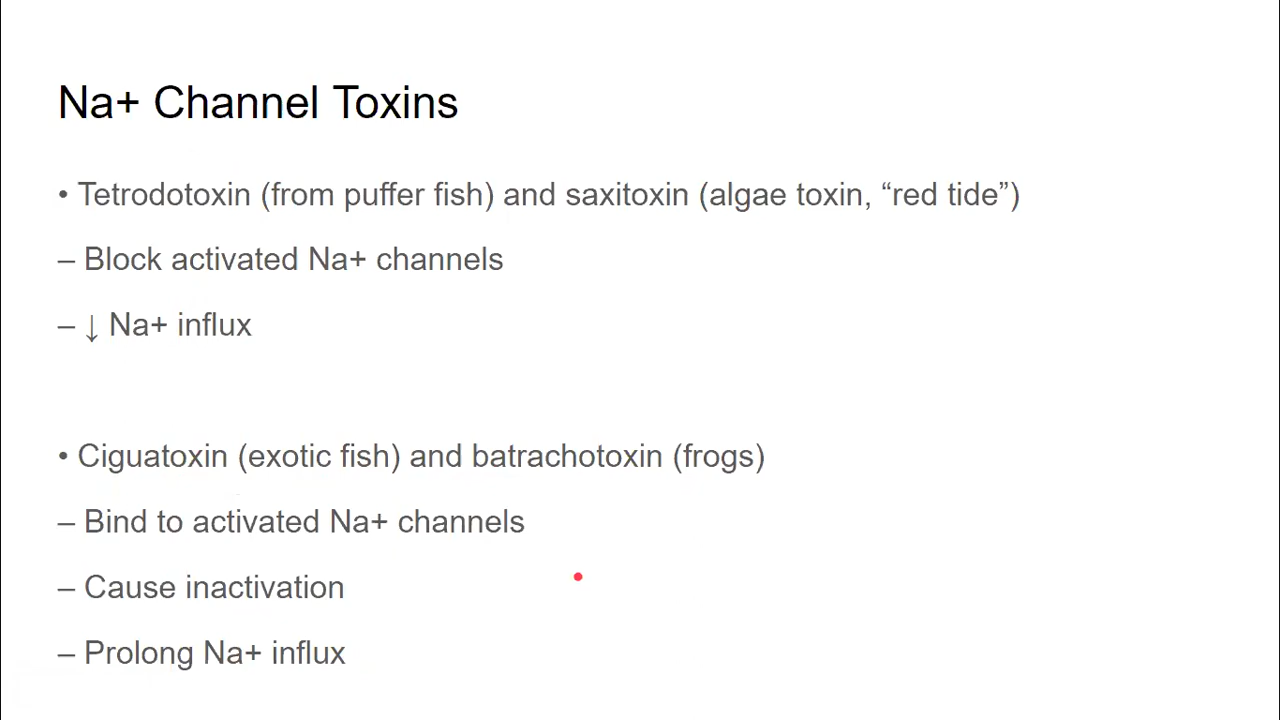 Na+ Channel Toxins
• Tetrodotoxin (from puffer fish) and saxitoxin (algae toxin, “red tide”)
– Block activated Na+ channels
– ↓ Na+ influx
• Ciguatoxin (exotic fish) and batrachotoxin (frogs)
– Bind to activated Na+ channels
– Cause inactivation
– Prolong Na+ influx